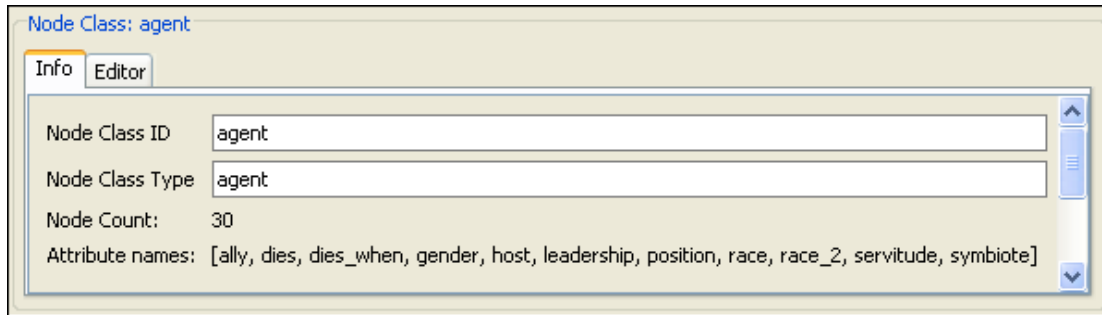 Node Class: agent
Info Editor
Node Class ID agent
Node Class Type agent
Node Count: 30
Attribute names: [ally, dies, dies_when, gender, host, leadership, position, race, race_2, servitude, symbiote]